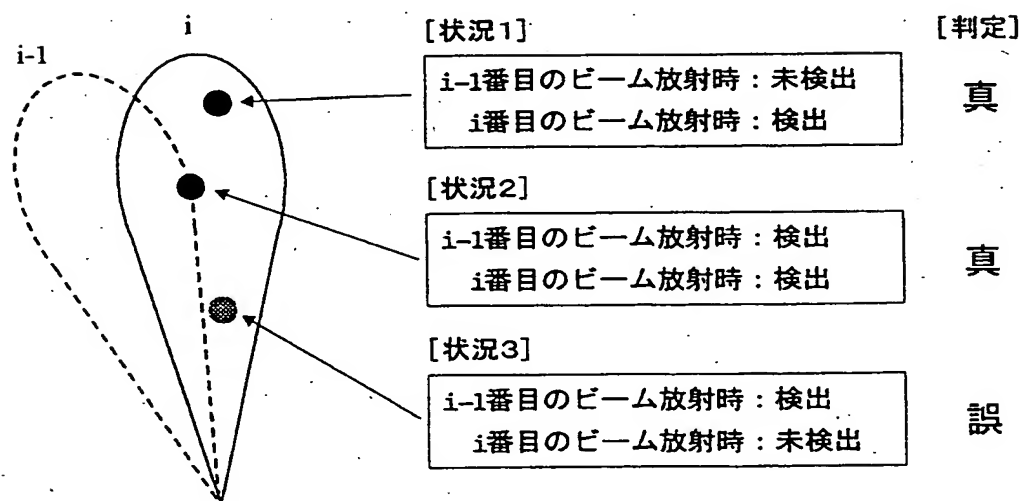 i
i-1
[状況1]
[判定]
i-1番目のビーム放射時：未検出
i番目のビーム放射時：検出
真
[状況2]
i-1番目のビーム放射時：検出
i番目のビーム放射時：検出
真
[状況3]
i-1番目のビーム放射時：検出
i番目のビーム放射時：未検出
誤